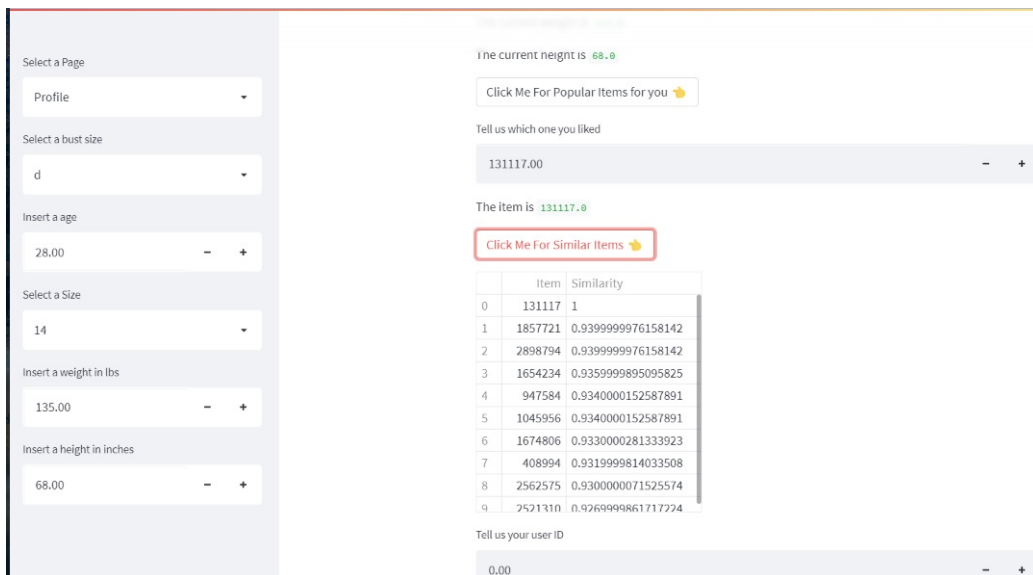 Select a Page
Profile
Select a bust size
d
Insert a age
28.00 - +
Select a Size
14
Insert a weight in lbs
135.00 - +
Insert a height in inches
68.00 - +
The current height is 68.0
Click Me For Popular Items for you 👈
Tell us which one you liked
131117.00 - +
The item is 131117.0
Click Me For Similar Items 👈
Item Similarity
0 131117 1
1 1857721 0.9399999976158142
2 2898794 0.9399999976158142
3 1654234 0.9359999895095825
4 947584 0.9340000152587891
5 1045956 0.9340000152587891
6 1674806 0.9330000281333923
7 408994 0.9319999814033508
8 2562575 0.9300000071525574
9 2521310 0.9269999861717224
Tell us your user ID
0.00 - +